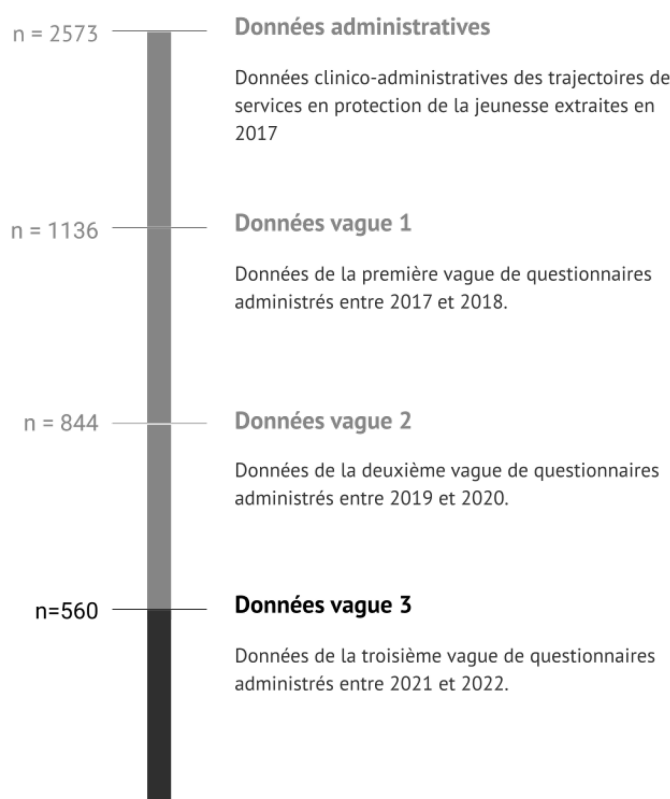 n = 2573
Données administratives
Données clinico-administratives des trajectoires de
services en protection de la jeunesse extraites en
2017
n = 1136
Données vague 1
Données de la première vague de questionnaires
administrés entre 2017 et 2018.
n = 844
Données vague 2
Données de la deuxième vague de questionnaires
administrés entre 2019 et 2020.
n=560
Données vague 3
Données de la troisième vague de questionnaires
administrés entre 2021 et 2022.